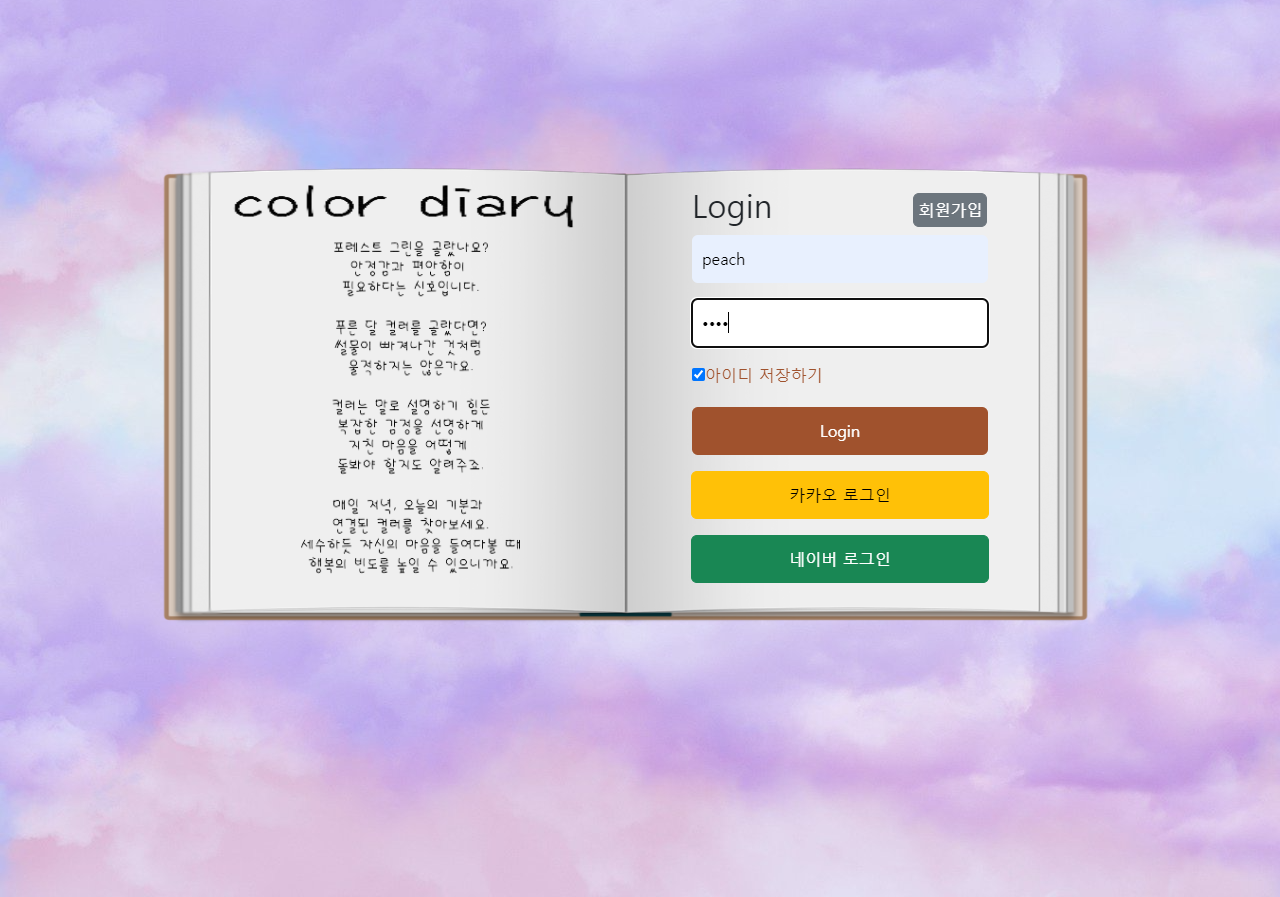 color diary
포레스트 그린을 골랐나요?
안정감과 편안함이
필요하다는 신호입니다.
푸른 달 컬러를 골랐다면?
썰물이 빠져나간 것처럼
울적하지는 않은가요.
컬러는 말로 설명하기 힘든
복잡한 감정을 선명하게
지친 마음을 어떻게
돌봐야 할지도 알려주죠.
매일 저녁, 오늘의 기분과
연결된 컬러를 찾아보세요.
세수하듯 자신의 마음을 들여다볼 때
행복의 빈도를 높일 수 있으니까요.
Login
회원가입
peach
••••
아이디 저장하기
Login
카카오 로그인
네이버 로그인